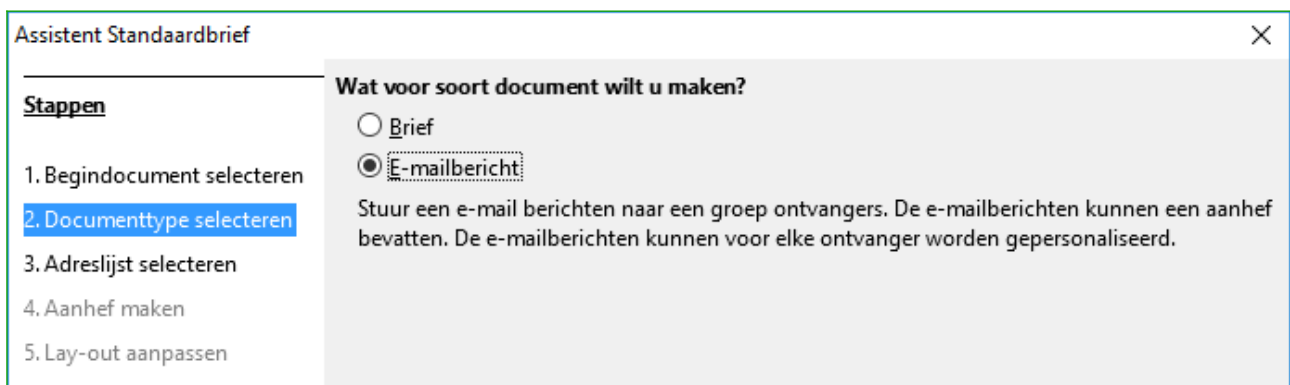 Assistent Standaardbrief
Stappen
1. Begindocument selecteren
2. Documenttype selecteren
3. Adreslijst selecteren
4. Aanhef maken
5. Lay-out aanpassen
Wat voor soort document wilt u maken?
Brief
E-mailbericht
Stuur een e-mail berichten naar een groep ontvangers. De e-mailberichten kunnen een aanhef
bevatten. De e-mailberichten kunnen voor elke ontvanger worden gepersonaliseerd.